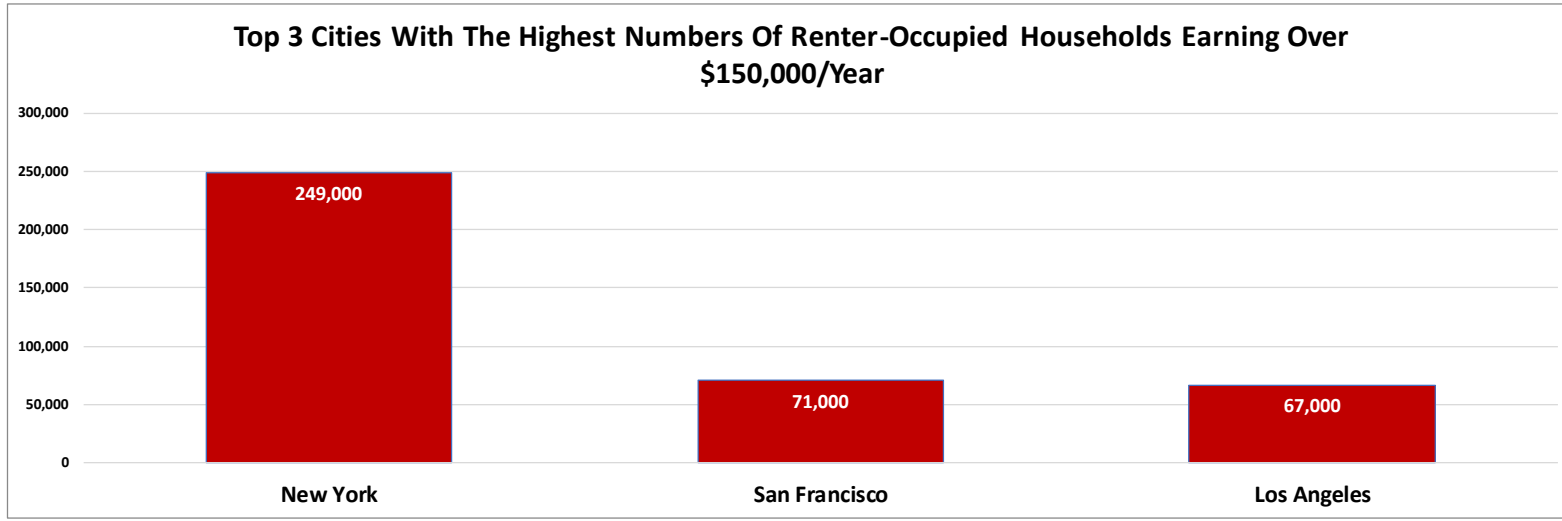 Top 3 Cities With The Highest Numbers Of Renter-Occupied Households Earning Over
$150,000/Year
300,000
250,000
200,000
150,000
100,000
50,000
0
249,000
71,000
67,000
New York
San Francisco
Los Angeles